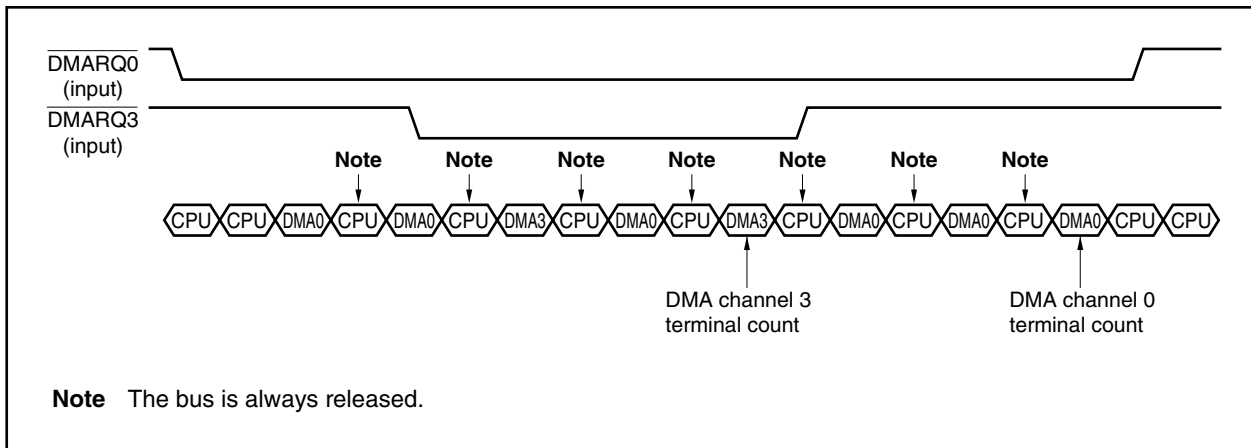 DMARQ0
(input)
DMARQ3
(input)
Note Note Note Note Note Note Note
CPU CPU DMA0 CPU DMA0 CPU DMA3 CPU DMA0 CPU DMA3 CPU DMA0 CPU DMA0 CPU DMA0 CPU CPU
DMA channel 3
terminal count
DMA channel 0
terminal count
Note The bus is always released.